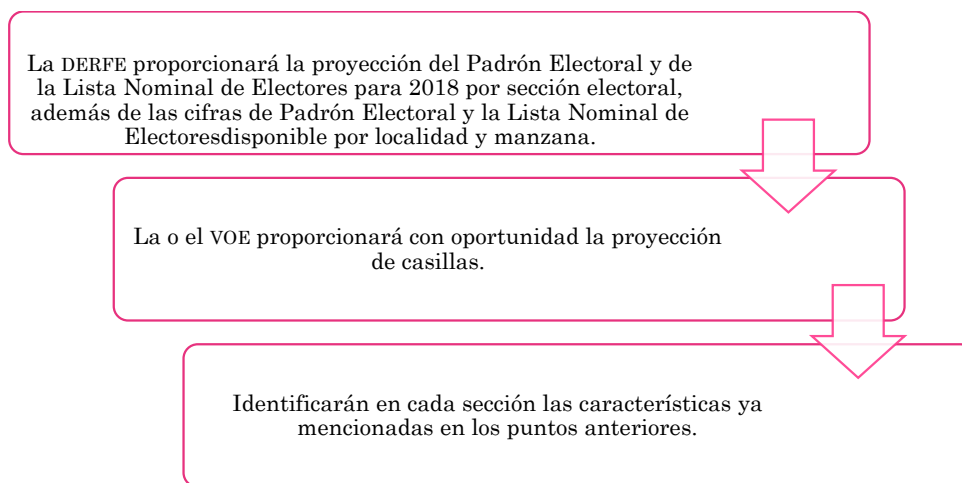 La DERFE proporcionará la proyección del Padrón Electoral y de
la Lista Nominal de Electores para 2018 por sección electoral,
además de las cifras de Padrón Electoral y la Lista Nominal de
Electoresdisponible por localidad y manzana.
La o el VOE proporcionará con oportunidad la proyección
de casillas.
Identificarán en cada sección las características ya
mencionadas en los puntos anteriores.